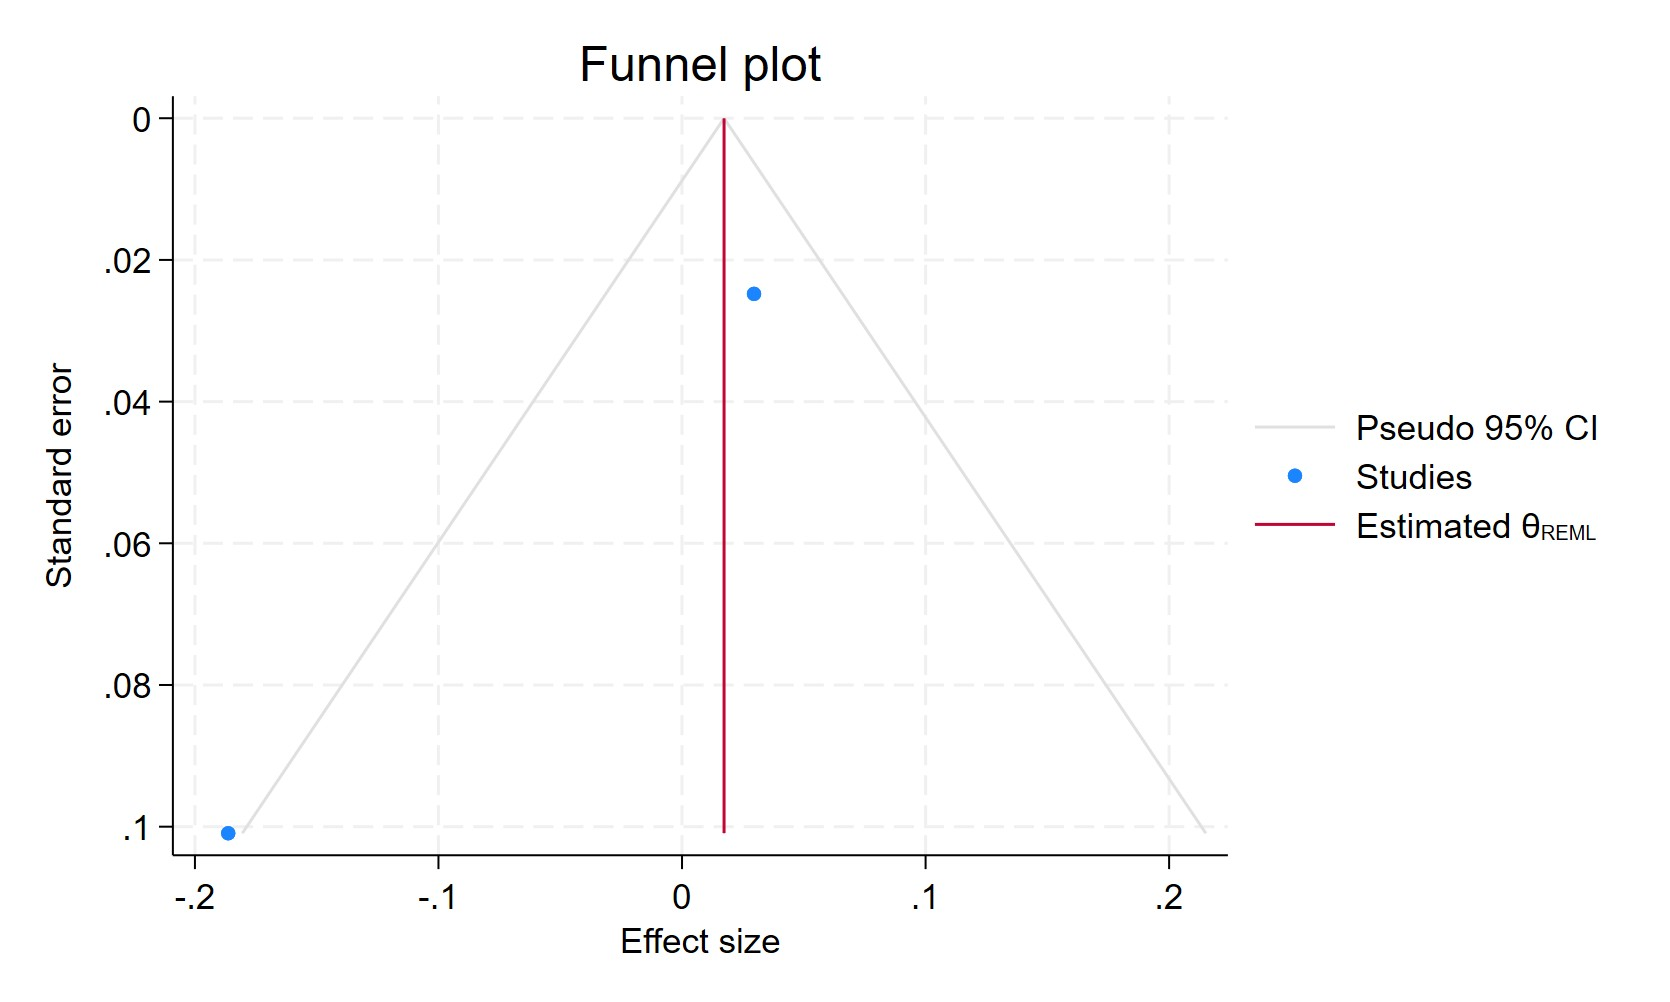 Funnel plot
0
.02
.04
.06
.08
.1
Standard error
-.2
-.1
0
.1
.2
Effect size
Pseudo 95% CI
Studies
Estimated θREML